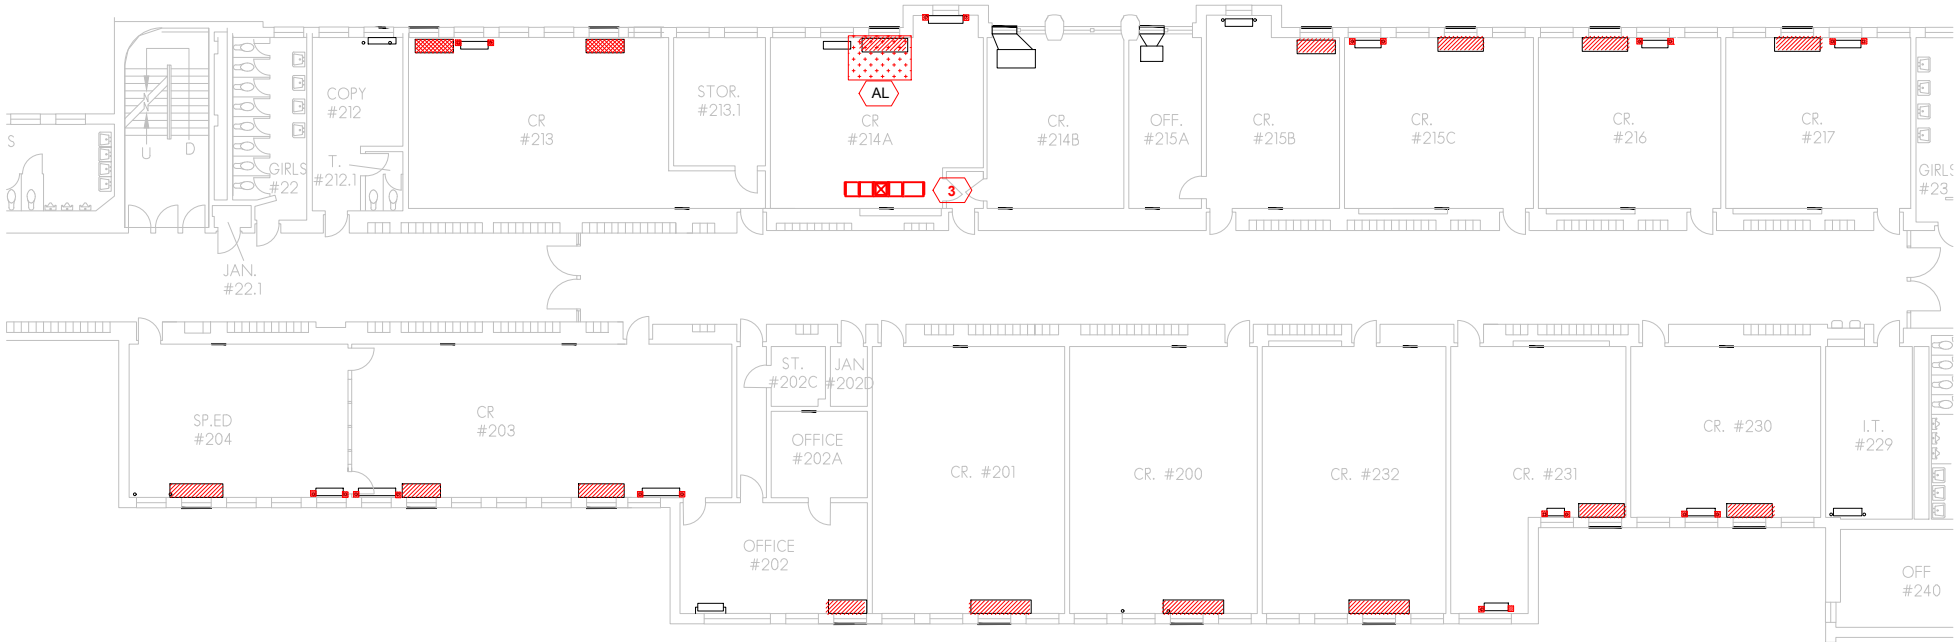 S
U
D
GIRLS
#22
JAN.
#22.1
COPY
#212
T.
#212.1
CR
#213
STOR.
#213.1
AL
CR
#214A
3
CR.
#214B
OFF.
#215A
CR.
#215B
CR.
#215C
CR.
#216
CR.
#217
GIRLS
#23
SP.ED
#204
CR
#203
ST.
#202C
JAN
#202D
OFFICE
#202A
OFFICE
#202
CR. #201
CR. #200
CR. #232
CR. #231
CR. #230
I.T.
#229
OFF
#240